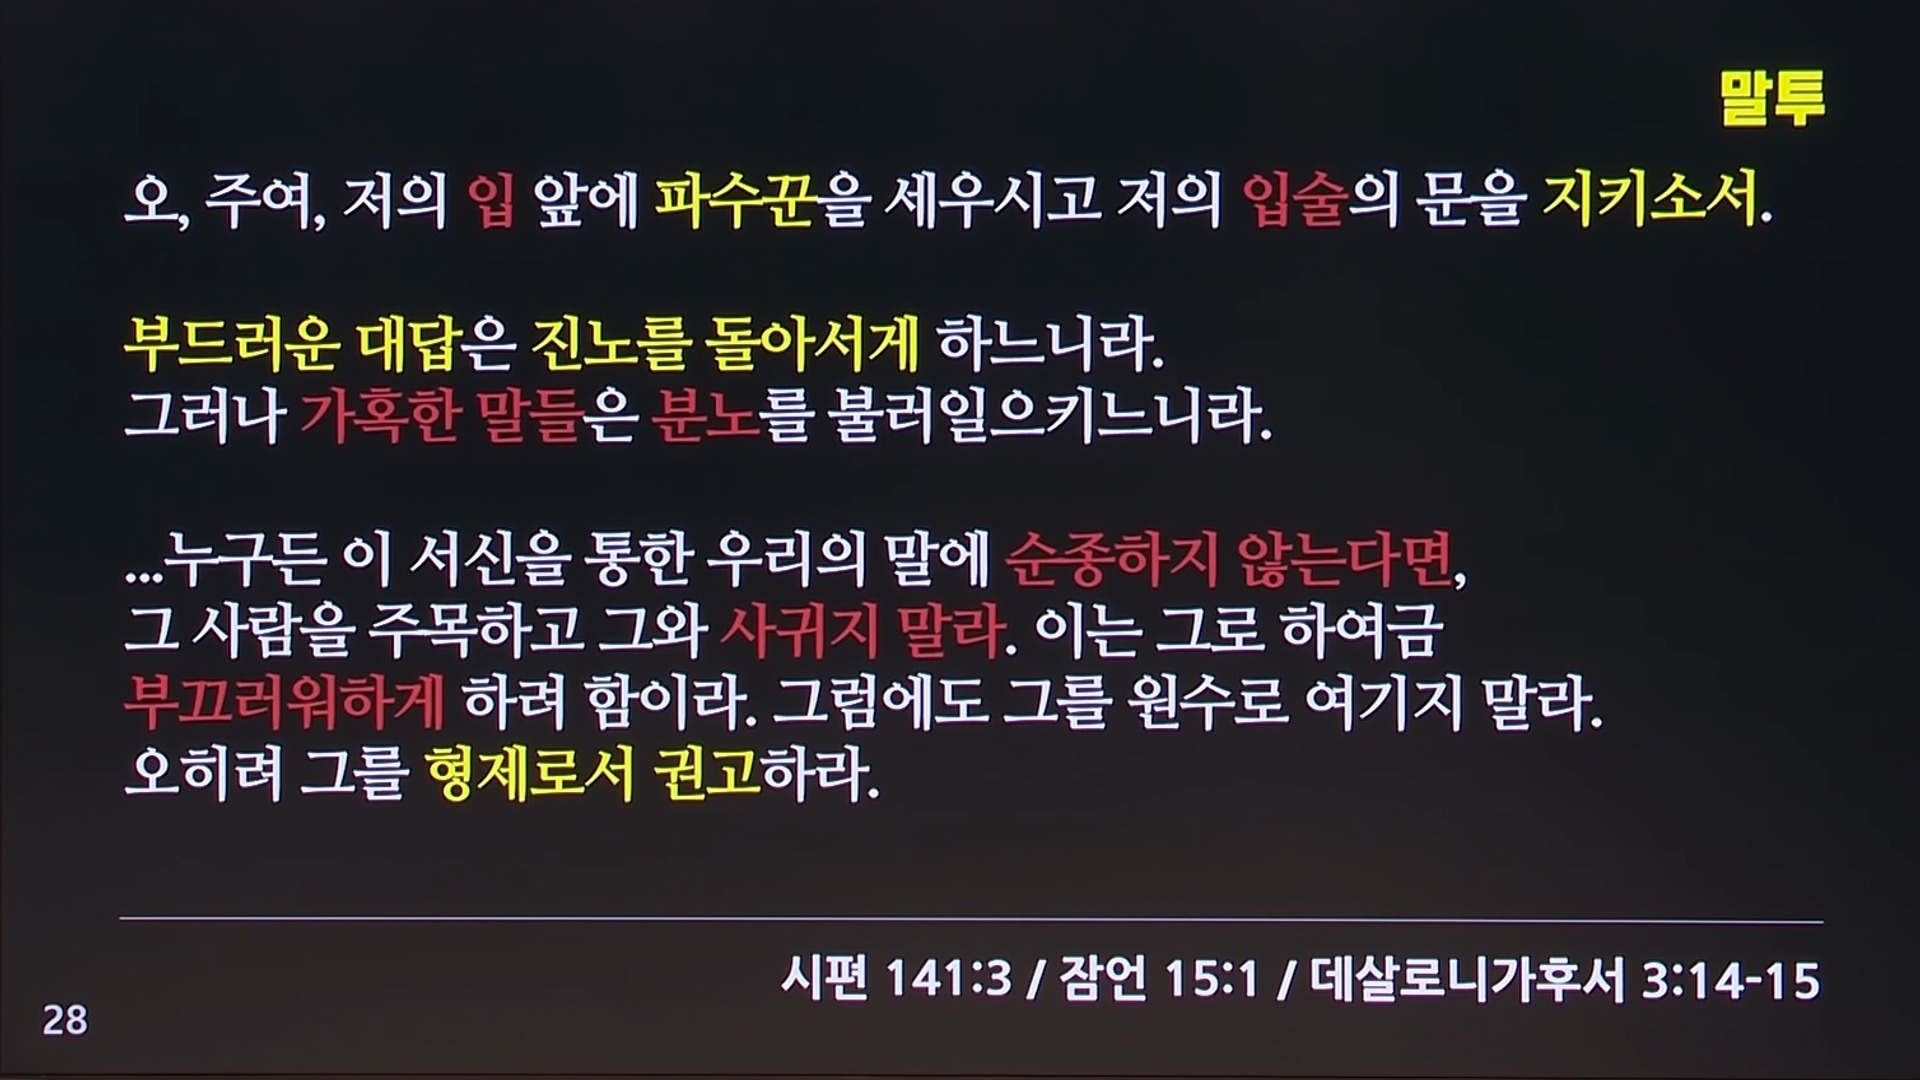 말투
오, 주여, 저의 입 앞에 파수꾼을 세우시고 저의 입술의 문을 지키소서.
부드러운 대답은 진노를 돌아서게 하느니라.
그러나 가혹한 말들은 분노를 불러일으키느니라.
...누구든 이 서신을 통한 우리의 말에 순종하지 않는다면,
그 사람을 주목하고 그와 사귀지 말라. 이는 그로 하여금
부끄러워하게 하려 함이라. 그럼에도 그를 원수로 여기지 말라.
오히려 그를 형제로서 권고하라.
시편 141:3 / 잠언 15:1 / 데살로니가후서 3:14-15
28